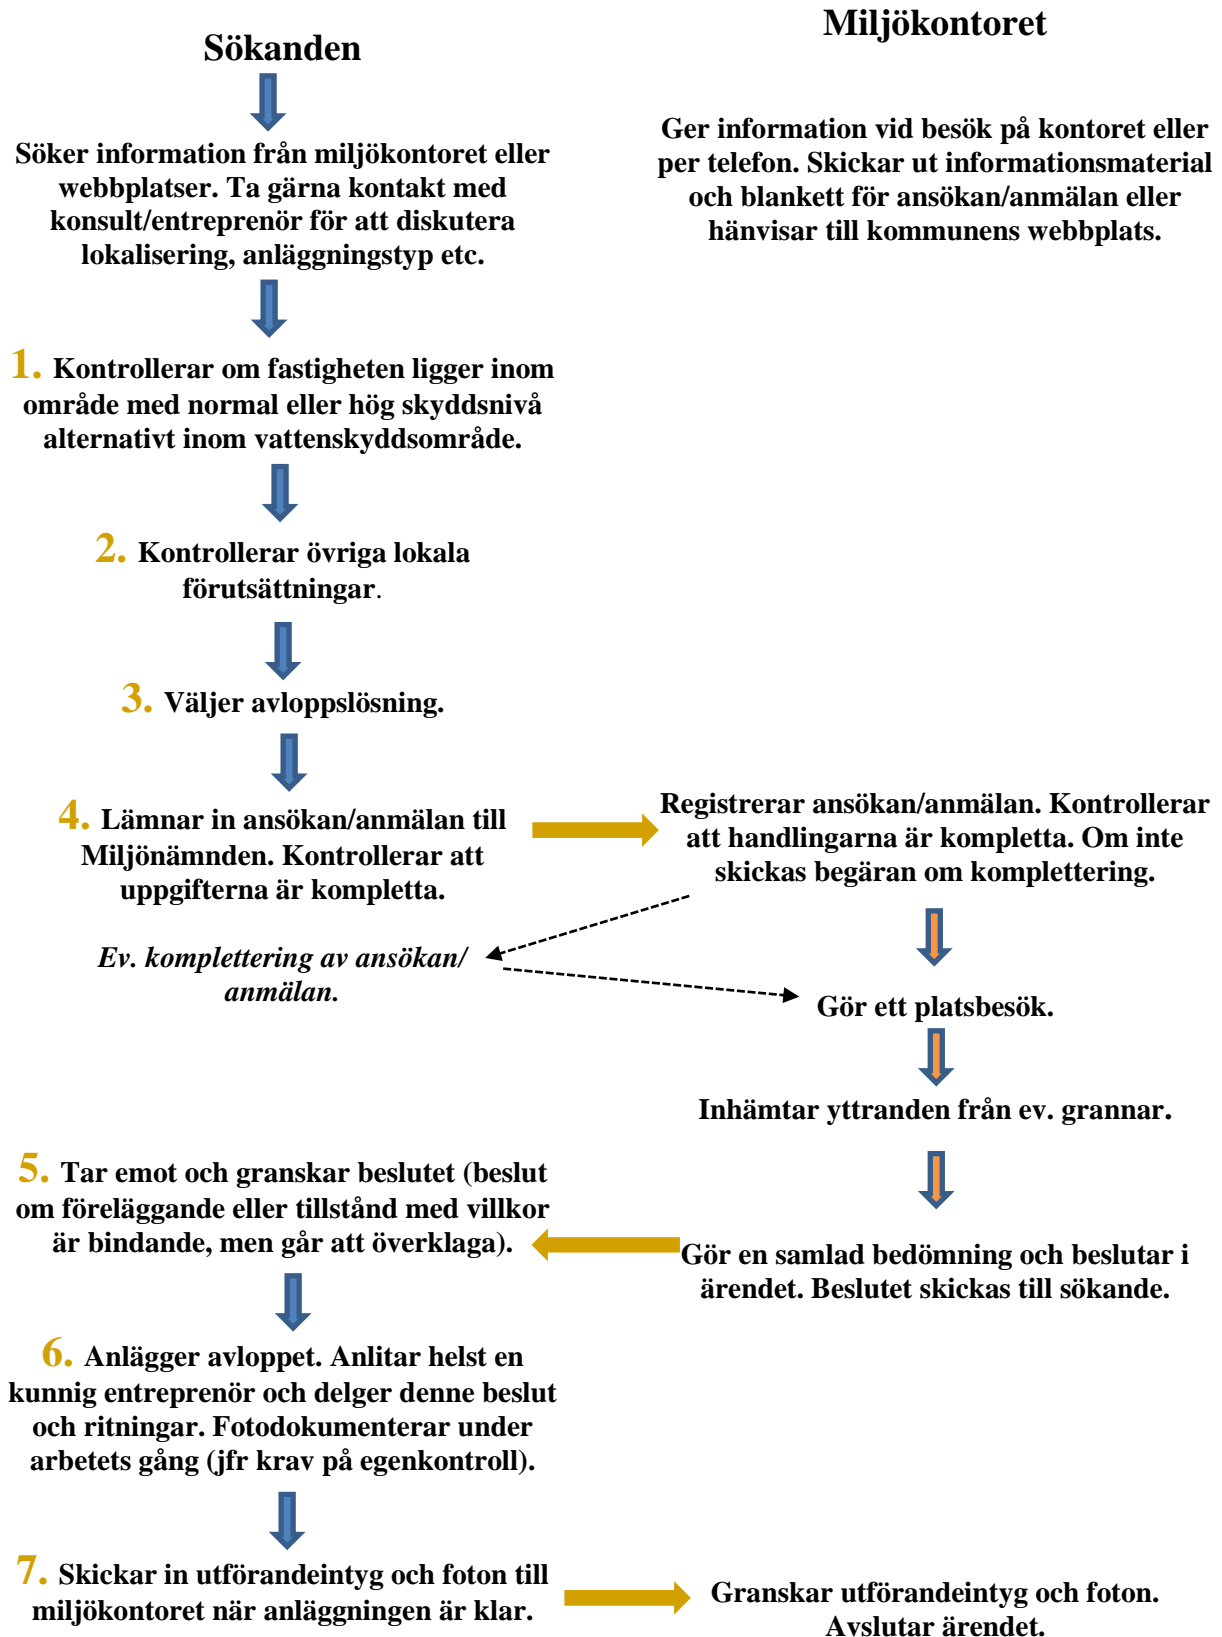 Sökanden
Miljökontoret
Söker information från miljökontoret eller
webbplatser. Ta gärna kontakt med
konsult/entreprenör för att diskutera
lokalisering, anläggningstyp etc.
Ger information vid besök på kontoret eller
per telefon. Skickar ut informationsmaterial
och blankett för ansökan/anmälan eller
hänvisar till kommunens webbplats.
1. Kontrollerar om fastigheten ligger inom
område med normal eller hög skyddsnivå
alternativt inom vattenskyddsområde.
2. Kontrollerar övriga lokala
förutsättningar.
3. Väljer avloppslösning.
4. Lämnar in ansökan/anmälan till
Miljönämnden. Kontrollerar att
uppgifterna är kompletta.
Registrerar ansökan/anmälan. Kontrollerar
att handlingarna är kompletta. Om inte
skickas begäran om komplettering.
Ev. komplettering av ansökan/
anmälan.
Gör ett platsbesök.
Inhämtar yttranden från ev. grannar.
5. Tar emot och granskar beslutet (beslut
om föreläggande eller tillstånd med villkor
är bindande, men går att överklaga).
Gör en samlad bedömning och beslutar i
ärendet. Beslutet skickas till sökande.
6. Anlägger avloppet. Anlitar helst en
kunnig entreprenör och delger denne beslut
och ritningar. Fotodokumenterar under
arbetets gång (jfr krav på egenkontroll).
7. Skickar in utförandeintyg och foton till
miljökontoret när anläggningen är klar.
Granskar utförandeintyg och foton.
Avslutar ärendet.